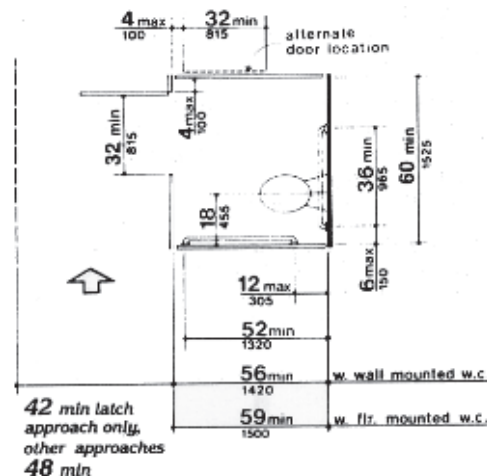 4 max
100
32 min
815
alternate
door location
32 min
815
4 max
100
18
455
36 min
965
60 min
1525
12 max
305
6 max
150
52 min
1320
56 min
1420
w. wall mounted w.c.
59 min
1500
w. flr. mounted w.c.
42 min latch
approach only,
other approaches
48 min